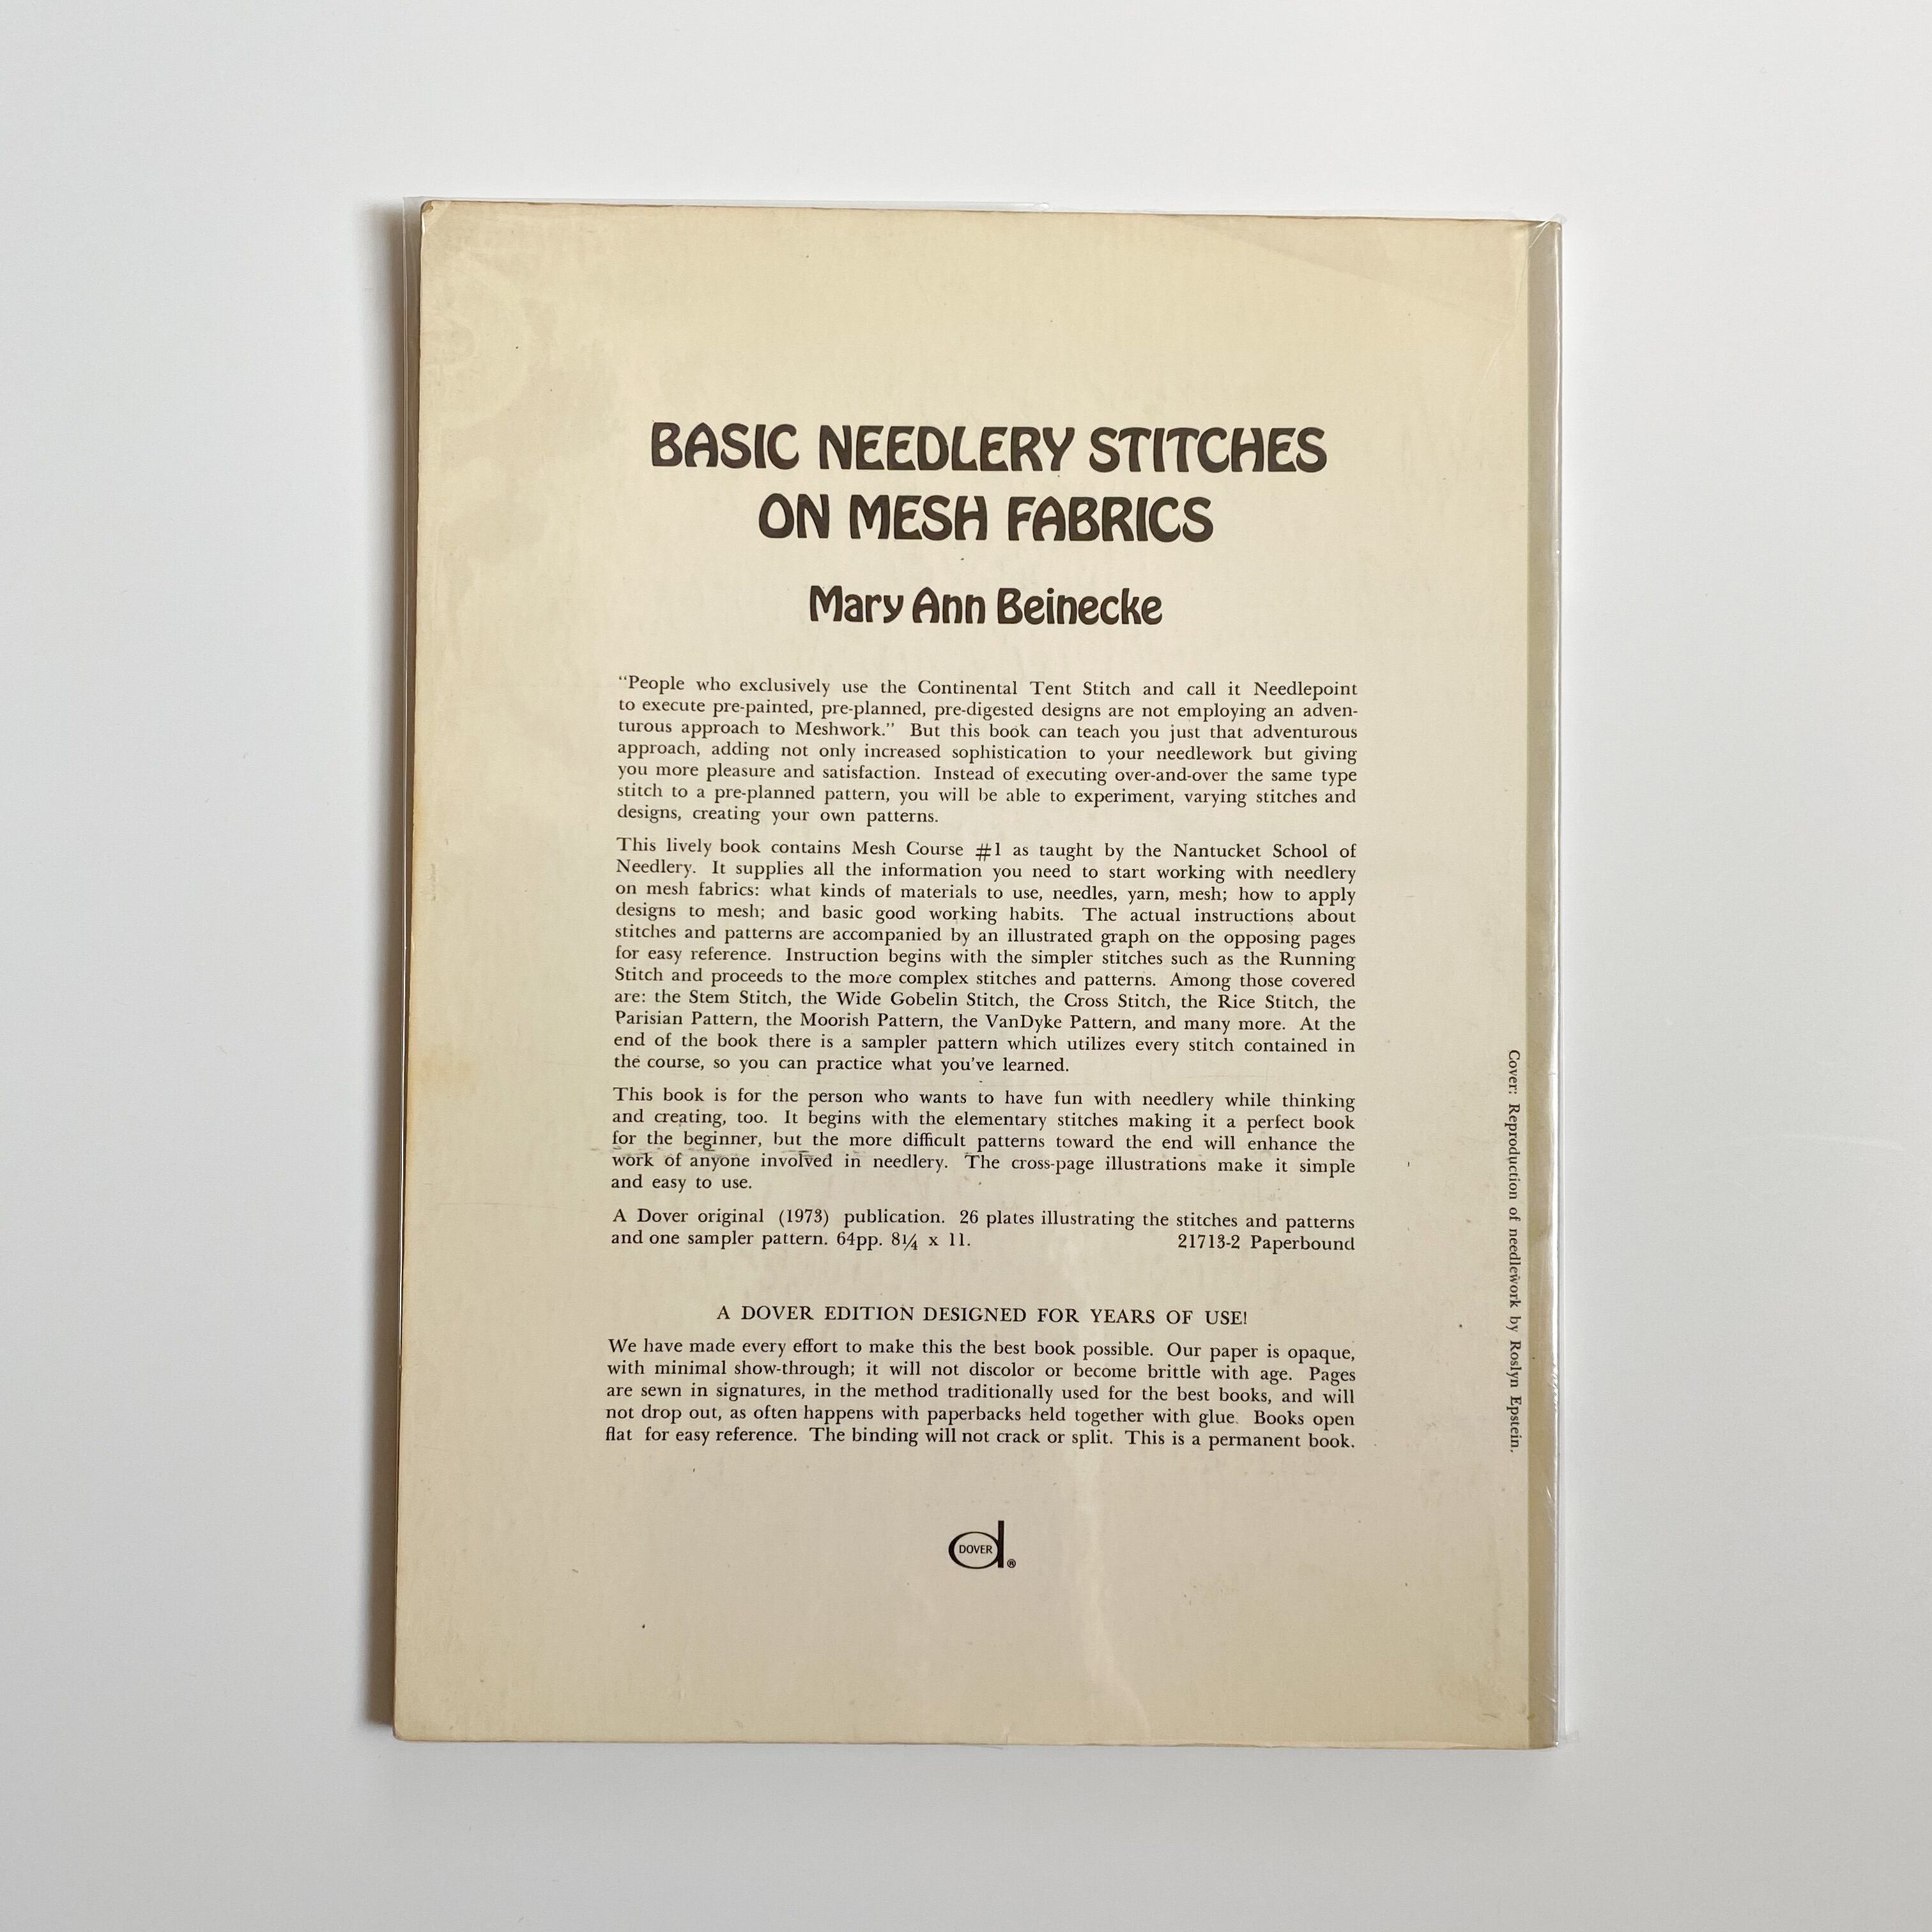 BASIC NEEDLERY STITCHES
ON MESH FABRICS
Mary Ann Beinecke
“People who exclusively use the Continental Tent Stitch and call it Needlepoint
to execute pre-painted, pre-planned, pre-digested designs are not employing an adven-
turous approach to Meshwork.” But this book can teach you just that adventurous
approach, adding not only increased sophistication to your needlework but giving
you more pleasure and satisfaction. Instead of executing over-and-over the same type
stitch to a pre-planned pattern, you will be able to experiment, varying stitches and
designs, creating your own patterns.
This lively book contains Mesh Course #1 as taught by the Nantucket School of
Needlery. It supplies all the information you need to start working with needlery
on mesh fabrics: what kinds of materials to use, needles, yarn, mesh; how to apply
designs to mesh; and basic good working habits. The actual instructions about
stitches and patterns are accompanied by an illustrated graph on the opposing pages
for easy reference. Instruction begins with the simpler stitches such as the Running
Stitch and proceeds to the more complex stitches and patterns. Among those covered
are: the Stem Stitch, the Wide Gobelin Stitch, the Cross Stitch, the Rice Stitch, the
Parisian Pattern, the Moorish Pattern, the VanDyke Pattern, and many more. At the
end of the book there is a sampler pattern which utilizes every stitch contained in
the course, so you can practice what you've learned.
This book is for the person who wants to have fun with needlery while thinking
and creating, too. It begins with the elementary stitches making it a perfect book
for the beginner, but the more difficult patterns toward the end will enhance the
work of anyone involved in needlery. The cross-page illustrations make it simple
and easy to use.
A Dover original (1973) publication. 26 plates illustrating the stitches and patterns
and one sampler pattern. 64pp. 8¼ x 11. 21713-2 Paperbound
A DOVER EDITION DESIGNED FOR YEARS OF USE!
We have made every effort to make this the best book possible. Our paper is opaque,
with minimal show-through; it will not discolor or become brittle with age. Pages
are sewn in signatures, in the method traditionally used for the best books, and will
not drop out, as often happens with paperbacks held together with glue. Books open
flat for easy reference. The binding will not crack or split. This is a permanent book.
DOVER
d®
Cover: Reproduction of needlework by Roslyn Epstein.